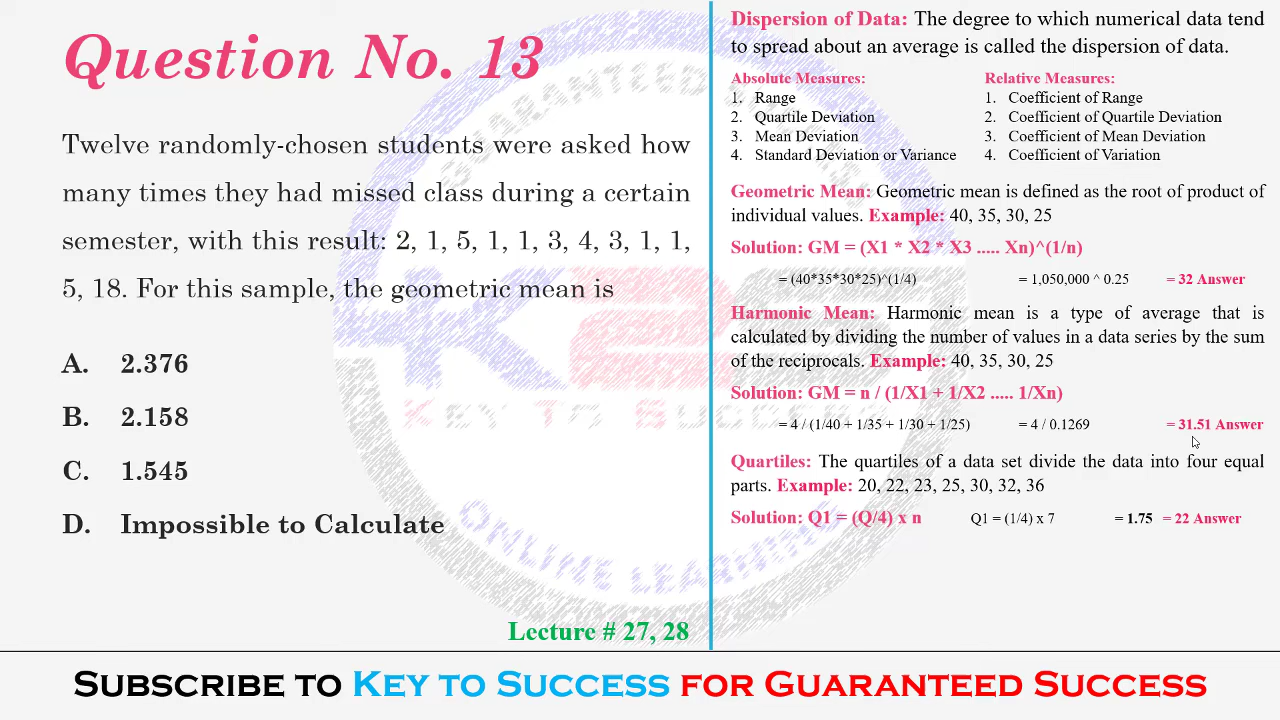 Question No. 13
Twelve randomly-chosen students were asked how
many times they had missed class during a certain
semester, with this result: 2, 1, 5, 1, 1, 3, 4, 3, 1, 1,
5, 18. For this sample, the geometric mean is
A. 2.376
B. 2.158
C. 1.545
D. Impossible to Calculate
Lecture # 27, 28
Dispersion of Data: The degree to which numerical data tend
to spread about an average is called the dispersion of data.
Absolute Measures:
1. Range
2. Quartile Deviation
3. Mean Deviation
4. Standard Deviation or Variance
Relative Measures:
1. Coefficient of Range
2. Coefficient of Quartile Deviation
3. Coefficient of Mean Deviation
4. Coefficient of Variation
Geometric Mean: Geometric mean is defined as the root of product of
individual values. Example: 40, 35, 30, 25
Solution: GM = (X1 * X2 * X3 ..... Xn)^(1/n)
= (40*35*30*25)^(1/4) = 1,050,000 ^ 0.25 = 32 Answer
Harmonic Mean: Harmonic mean is a type of average that is
calculated by dividing the number of values in a data series by the sum
of the reciprocals. Example: 40, 35, 30, 25
Solution: GM = n / (1/X1 + 1/X2 ..... 1/Xn)
= 4 / (1/40 + 1/35 + 1/30 + 1/25) = 4 / 0.1269 = 31.51 Answer
Quartiles: The quartiles of a data set divide the data into four equal
parts. Example: 20, 22, 23, 25, 30, 32, 36
Solution: Q1 = (Q/4) x n Q1 = (1/4) x 7 = 1.75 = 22 Answer
GUARANTEED
K2S
KEY TO SUCCESS
ONLINE LEARNING
SUBSCRIBE TO KEY TO SUCCESS FOR GUARANTEED SUCCESS